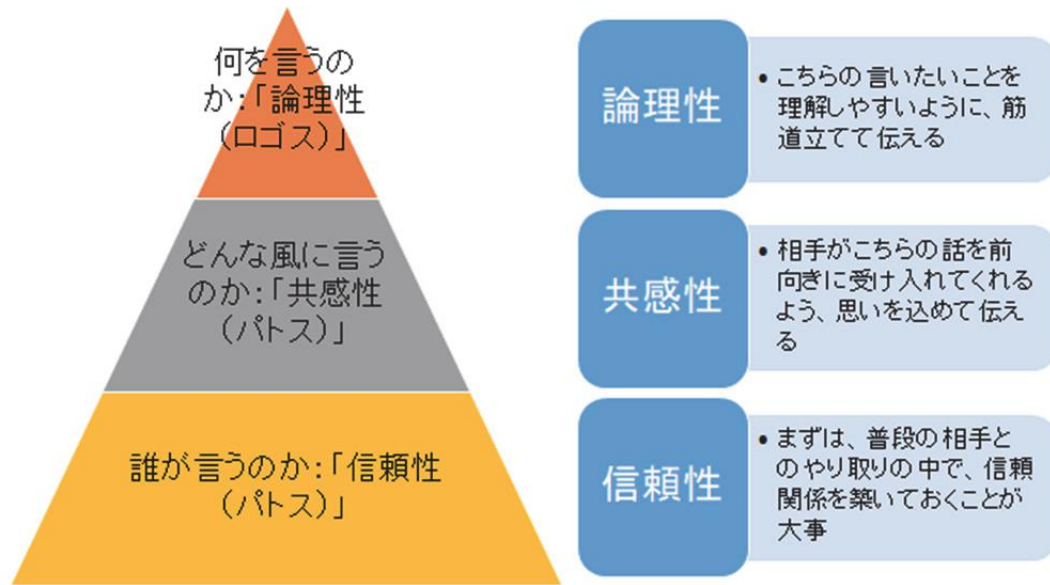 何を言うの
か：「論理性
（ロゴス）」
どんな風に言う
のか：「共感性
（パトス）」
誰が言うのか：「信頼性
（パトス）」
論理性
• こちらの言いたいことを
理解しやすいように、筋
道立てて伝える
共感性
• 相手がこちらの話を前
向きに受け入れてくれる
よう、思いを込めて伝え
る
信頼性
• まずは、普段の相手と
のやり取りの中で、信頼
関係を築いておくことが
大事